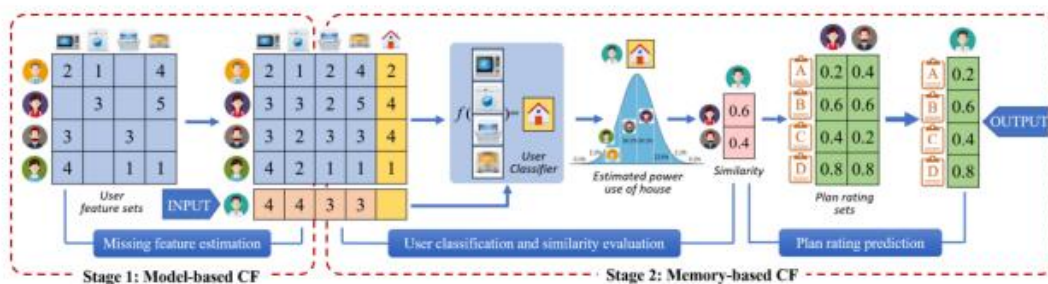 2 1 4
3 5
3 3
4 1 1
User
feature sets
INPUT
2 1 2 4 2
3 3 2 5 4
3 2 3 3 4
4 2 1 1 1
4 4 3 3
Missing feature estimation
Stage 1: Model-based CF
f( )=
User
Classifier
Estimated power
use of house
0.6
0.4
Similarity
A 0.2 0.4
B 0.6 0.6
C 0.4 0.2
D 0.8 0.8
Plan rating
sets
A 0.2
B 0.6
C 0.4
D 0.8
OUTPUT
User classification and similarity evaluation
Plan rating prediction
Stage 2: Memory-based CF